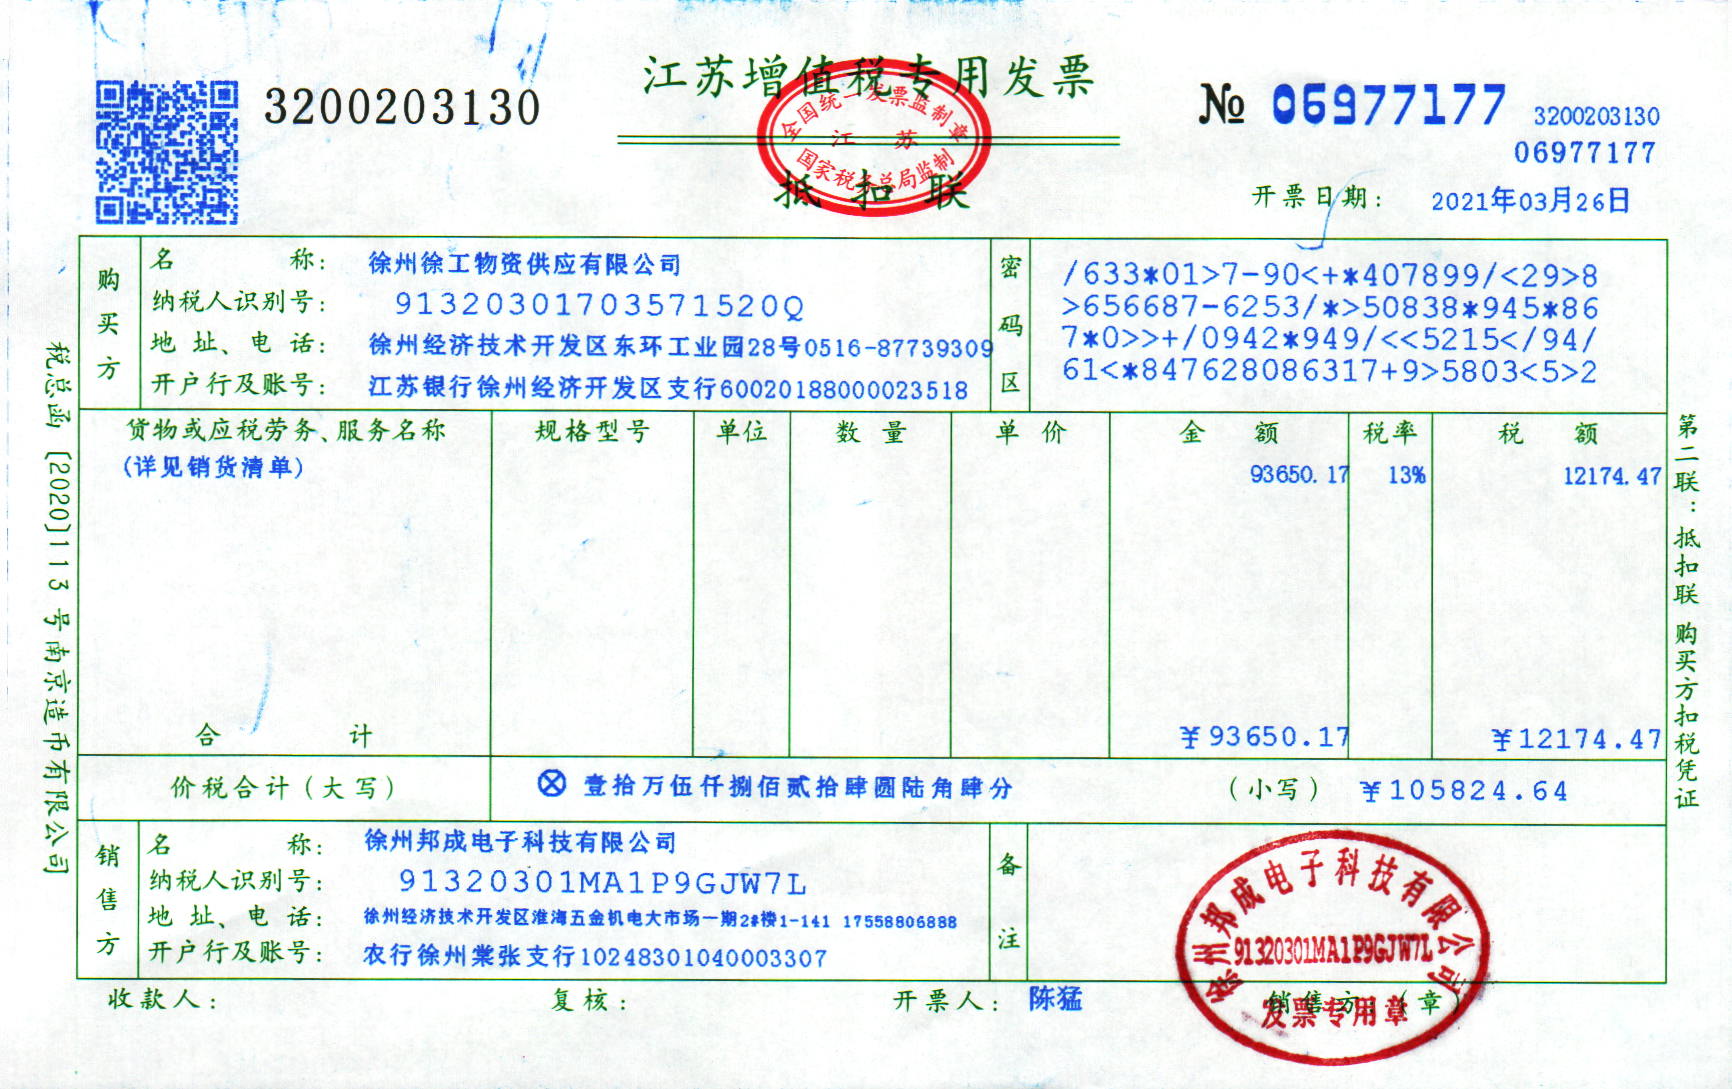 江苏增值税专用发票
3200203130
№ 06977177
3200203130
06977177
全国统一发票监制章
江苏
国家税务总局监制
抵扣联
开票日期： 2021年03月26日
购买方
名称： 徐州徐工物资供应有限公司
纳税人识别号： 91320301703571520Q
地址、电话： 徐州经济技术开发区东环工业园28号0516-87739309
开户行及账号： 江苏银行徐州经济开发区支行60020188000023518
密码区
/633*01>7-90<+*407899/<29>8
>656687-6253/*>50838*945*86
7*0>>+/0942*949/<<5215</94/
61<*847628086317+9>5803<5>2
货物或应税劳务、服务名称 规格型号 单位 数量 单价 金额 税率 税额
(详见销货清单) 93650.17 13% 12174.47
合计 ￥93650.17 ￥12174.47
价税合计(大写) ⊗壹拾万伍仟捌佰贰拾肆圆陆角肆分 (小写) ￥105824.64
销售方
名称： 徐州邦成电子科技有限公司
纳税人识别号： 91320301MA1P9GJW7L
地址、电话： 徐州经济技术开发区淮海五金机电大市场一期2#楼1-141 17558806888
开户行及账号： 农行徐州棠张支行10248301040003307
备注
收款人： 复核： 开票人： 陈猛 销售方：(章)
徐州邦成电子科技有限公司
91320301MA1P9GJW7L
发票专用章
税总函[2020]113号南京造币有限公司
第二联：抵扣联 购买方扣税凭证